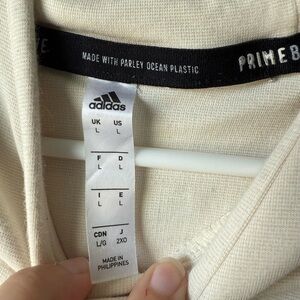 MADE WITH PARLEY OCEAN PLASTIC
PRIMEB
adidas
UK US
L L
F D
L L
I E
L L
CDN J
L/G 2XO
MADE IN
PHILIPPINES